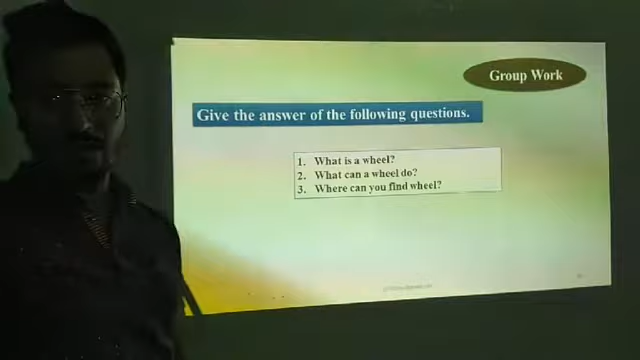 Group Work
Give the answer of the following questions.
1. What is a wheel?
2. What can a wheel do?
3. Where can you find wheel?